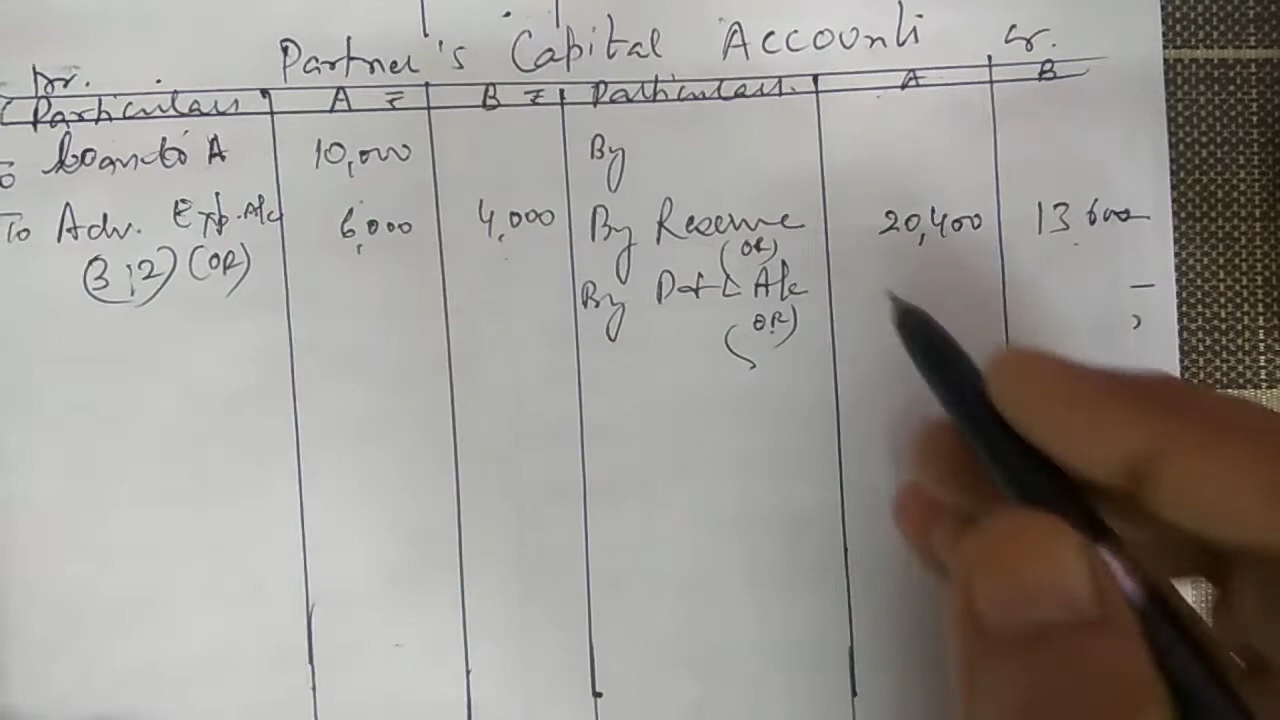 Partner's Capital Account
Dr. Cr.
Particulars A ₹ B ₹ Particulars. A B
To Loan to A 10,000 By
To Adv. Exp. A/c 6,000 4,000 By Reserve 20,400 13,600
(3:2) (OR) (OR)
By P & L A/c —
(OR) ,